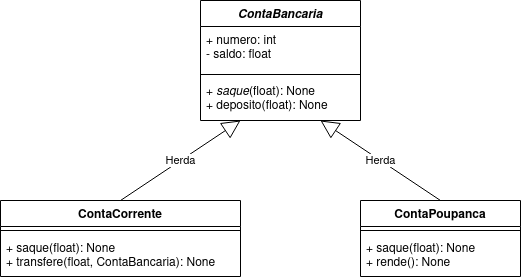 ContaBancaria
+ numero: int
- saldo: float
+ saque(float): None
+ deposito(float): None
Herda
Herda
ContaCorrente
+ saque(float): None
+ transfere(float, ContaBancaria): None
ContaPoupanca
+ saque(float): None
+ rende(): None